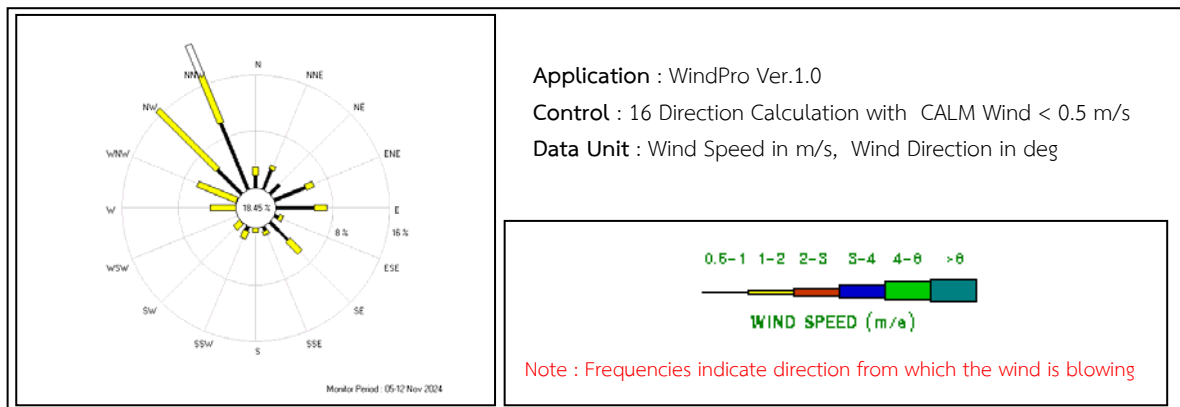 N
NNW
NNE
NW
NE
WNW
ENE
W
18.45 %
E
8 %
16 %
WSW
ESE
SW
SE
SSW
SSE
S
Monitor Period : 05-12 Nov 2024
Application : WindPro Ver.1.0
Control : 16 Direction Calculation with CALM Wind < 0.5 m/s
Data Unit : Wind Speed in m/s, Wind Direction in deg
0.5-1 1-2 2-3 3-4 4-6 >6
WIND SPEED (m/s)
Note : Frequencies indicate direction from which the wind is blowing